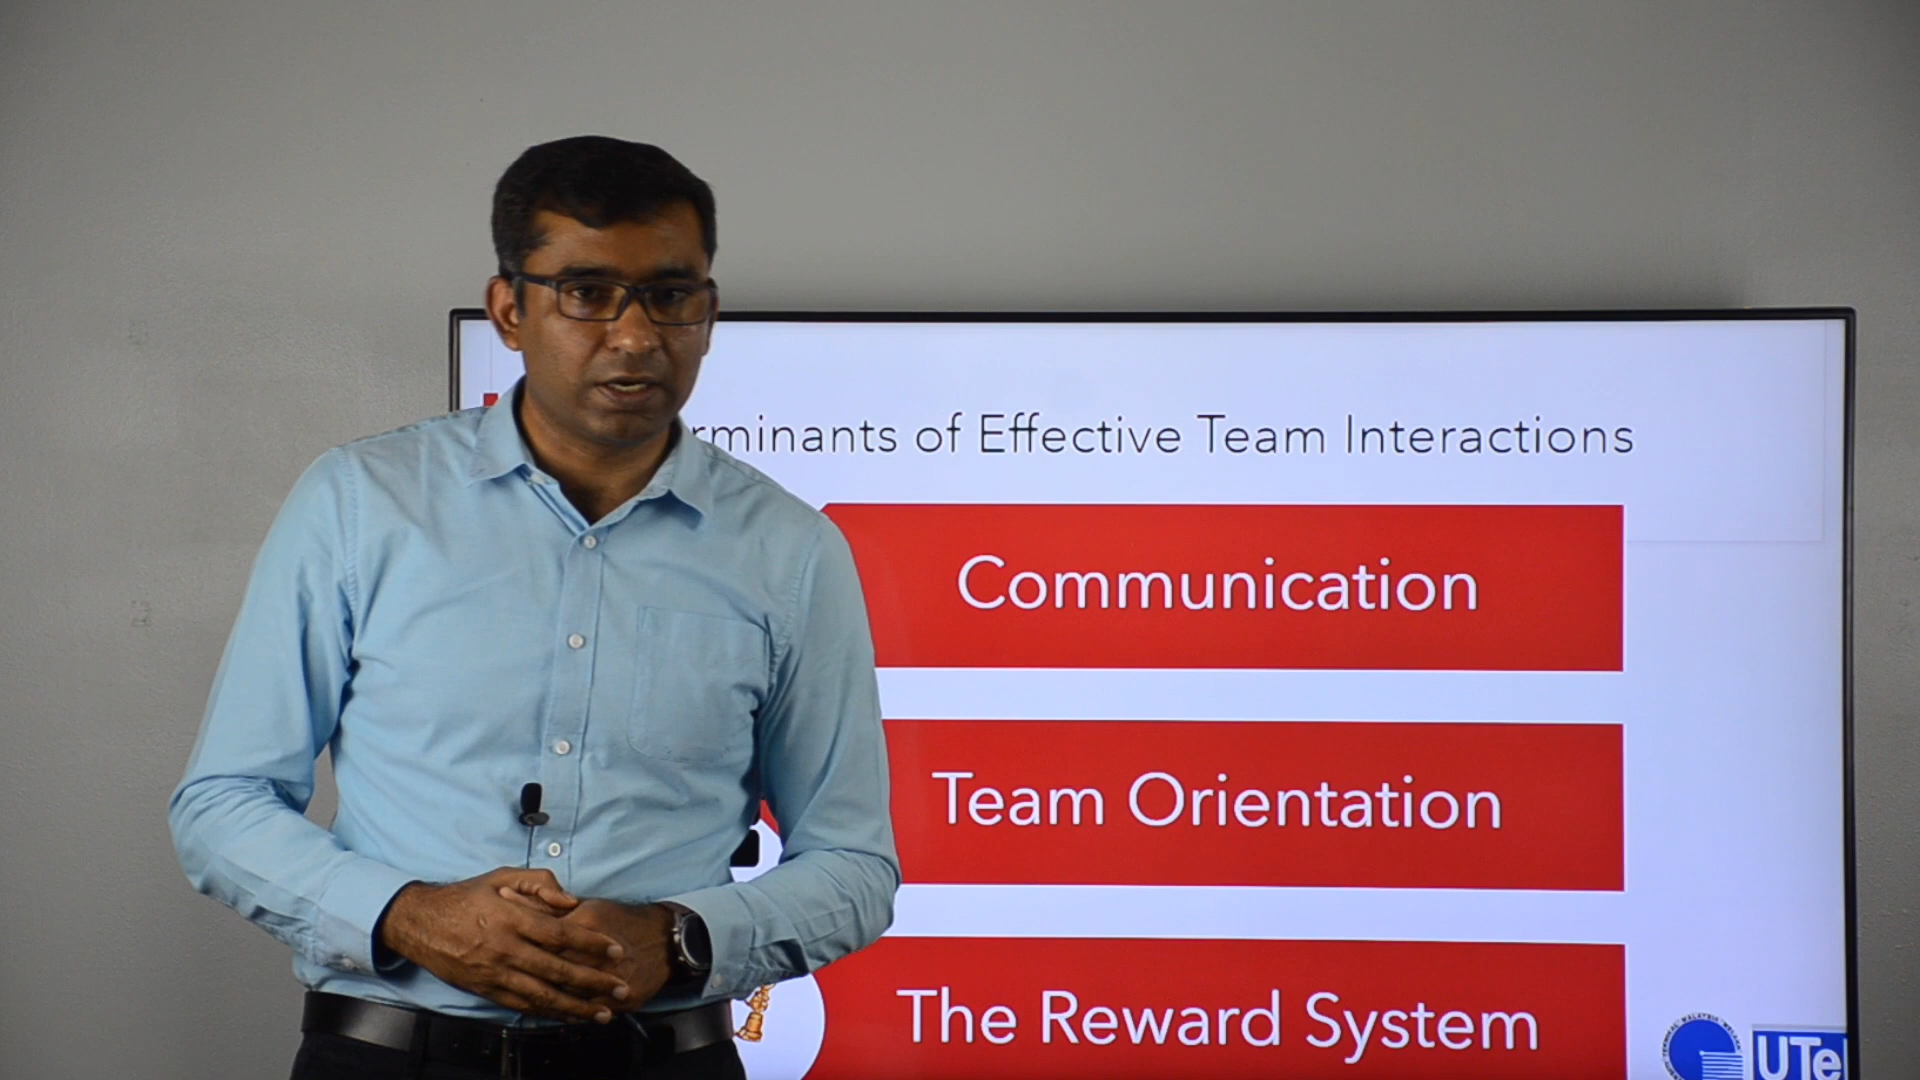 rminants of Effective Team Interactions
Communication
Team Orientation
The Reward System
UTe